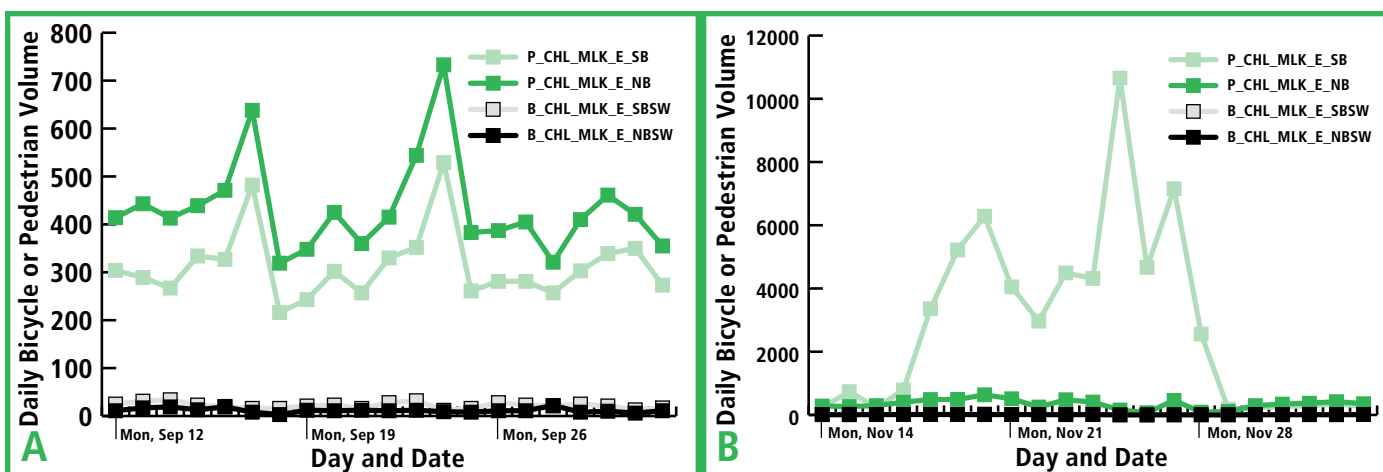 Daily Bicycle or Pedestrian Volume
800
700
600
500
400
300
200
100
0
P_CHL_MLK_E_SB
P_CHL_MLK_E_NB
B_CHL_MLK_E_SBSW
B_CHL_MLK_E_NBSW
Mon, Sep 12
Mon, Sep 19
Mon, Sep 26
Day and Date
A
Daily Bicycle or Pedestrian Volume
12000
10000
8000
6000
4000
2000
0
P_CHL_MLK_E_SB
P_CHL_MLK_E_NB
B_CHL_MLK_E_SBSW
B_CHL_MLK_E_NBSW
Mon, Nov 14
Mon, Nov 21
Mon, Nov 28
Day and Date
B